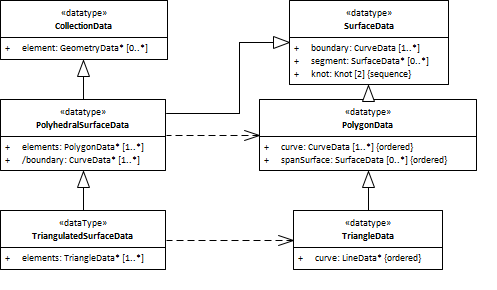 «datatype»
CollectionData
+ element: GeometryData* [0..*]
«datatype»
SurfaceData
+ boundary: CurveData [1..*]
+ segment: SurfaceData* [0..*]
+ knot: Knot [2] {sequence}
«datatype»
PolyhedralSurfaceData
+ elements: PolygonData* [1..*]
+ /boundary: CurveData* [1..*]
«datatype»
PolygonData
+ curve: CurveData [1..*] {ordered}
+ spanSurface: SurfaceData [0..*] {ordered}
«dataType»
TriangulatedSurfaceData
+ elements: TriangleData* [1..*]
«datatype»
TriangleData
+ curve: LineData* {ordered}